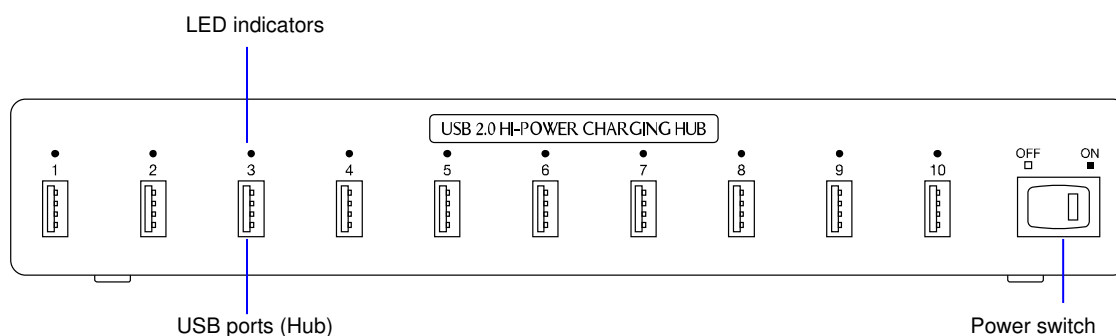 LED indicators
USB 2.0 HI-POWER CHARGING HUB
1 2 3 4 5 6 7 8 9 10
OFF ON
USB ports (Hub)
Power switch